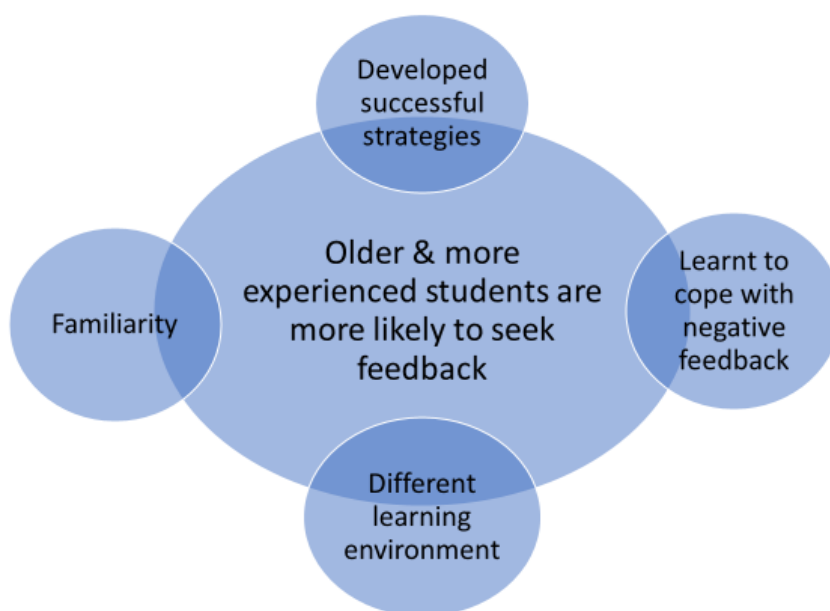 Developed
successful
strategies
Older & more
experienced students are
more likely to seek
feedback
Familiarity
Learnt to
cope with
negative
feedback
Different
learning
environment